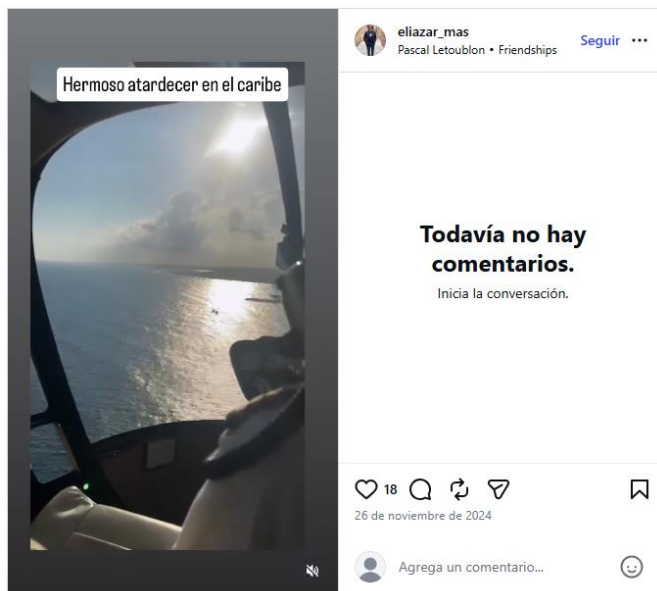 Hermoso atardecer en el caribe
eliazar_mas
Pascal Letoublon • Friendships
Seguir
Todavía no hay
comentarios.
Inicia la conversación.
18
26 de noviembre de 2024
Agrega un comentario...